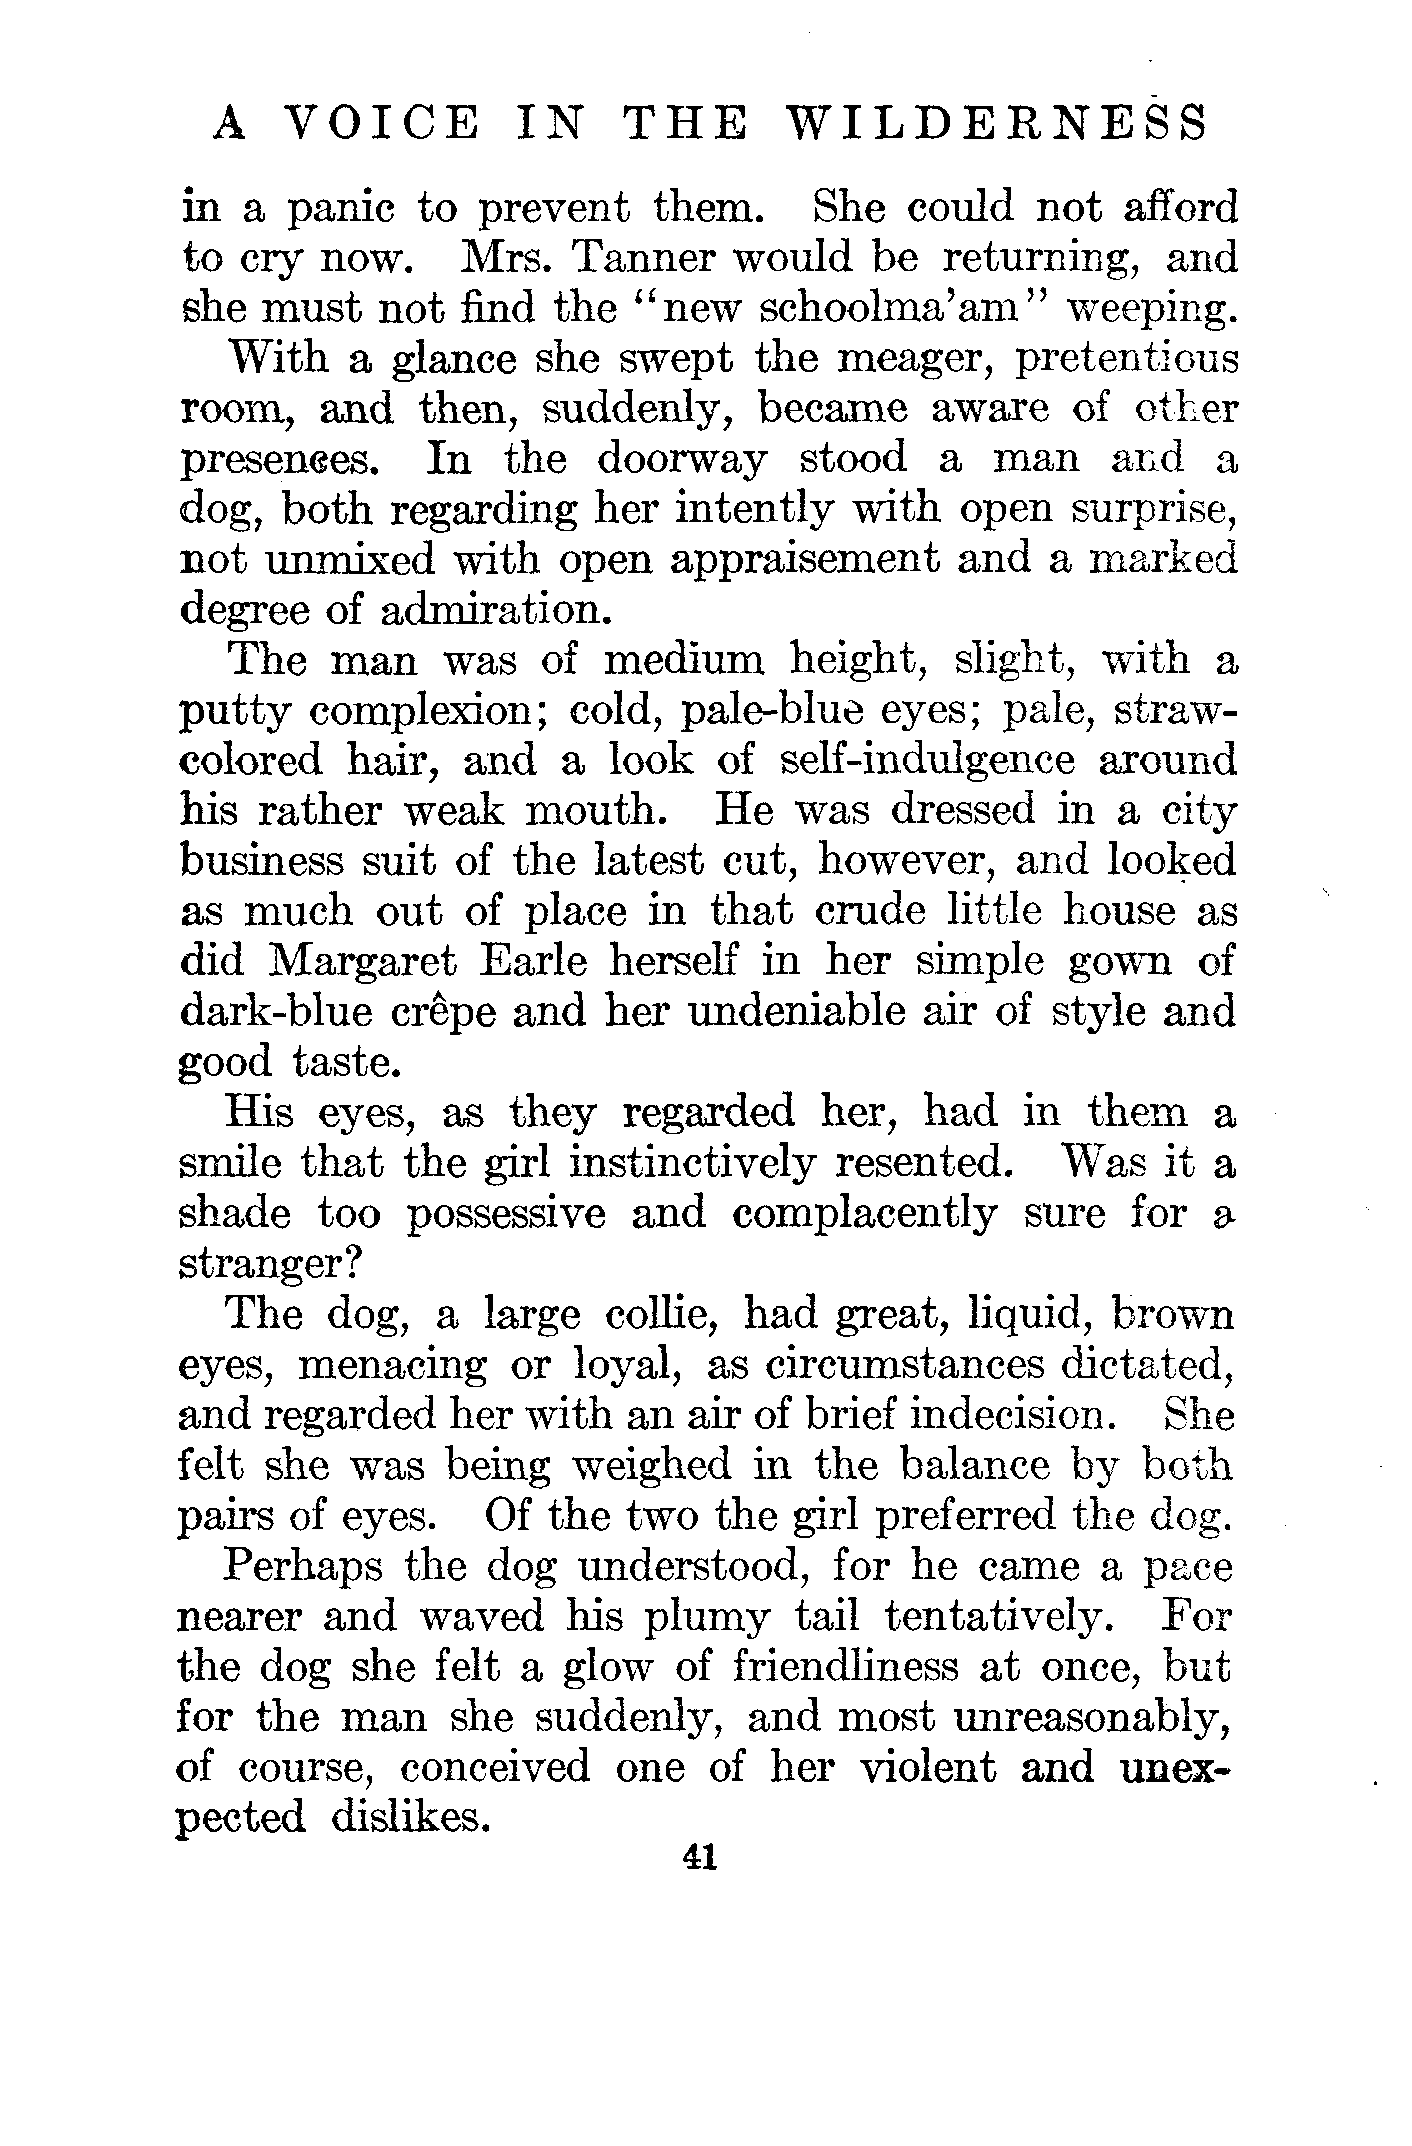 A VOICE IN THE WILDERNESS
in a panic to prevent them. She could not afford
to cry now. Mrs. Tanner would be returning, and
she must not find the "new schoolma'am" weeping.
With a glance she swept the meager, pretentious
room, and then, suddenly, became aware of other
presences. In the doorway stood a man and a
dog, both regarding her intently with open surprise,
not unmixed with open appraisement and a marked
degree of admiration.
The man was of medium height, slight, with a
putty complexion; cold, pale-blue eyes; pale, straw-
colored hair, and a look of self-indulgence around
his rather weak mouth. He was dressed in a city
business suit of the latest cut, however, and looked
as much out of place in that crude little house as
did Margaret Earle herself in her simple gown of
dark-blue crêpe and her undeniable air of style and
good taste.
His eyes, as they regarded her, had in them a
smile that the girl instinctively resented. Was it a
shade too possessive and complacently sure for a
stranger?
The dog, a large collie, had great, liquid, brown
eyes, menacing or loyal, as circumstances dictated,
and regarded her with an air of brief indecision. She
felt she was being weighed in the balance by both
pairs of eyes. Of the two the girl preferred the dog.
Perhaps the dog understood, for he came a pace
nearer and waved his plumy tail tentatively. For
the dog she felt a glow of friendliness at once, but
for the man she suddenly, and most unreasonably,
of course, conceived one of her violent and unex-
pected dislikes.
41